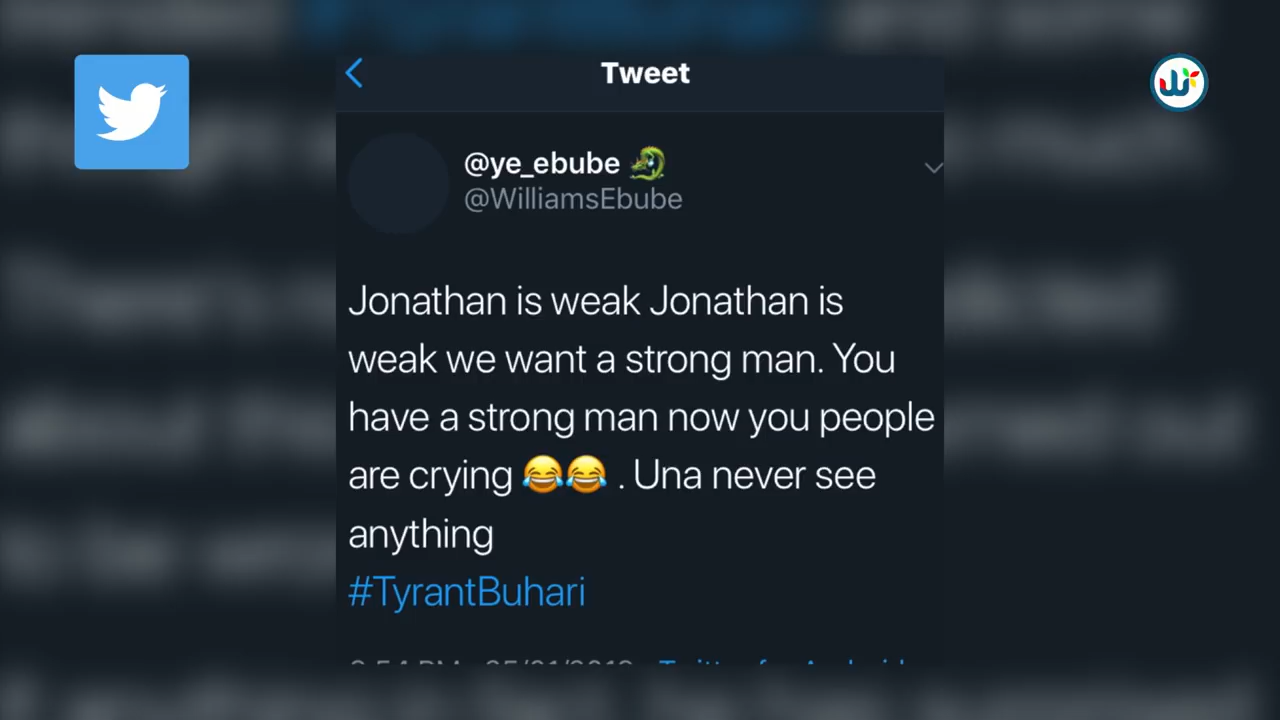 Tweet
@ye_ebube 🐉
@WilliamsEbube
Jonathan is weak Jonathan is
weak we want a strong man. You
have a strong man now you people
are crying 😂😂 . Una never see
anything
#TyrantBuhari